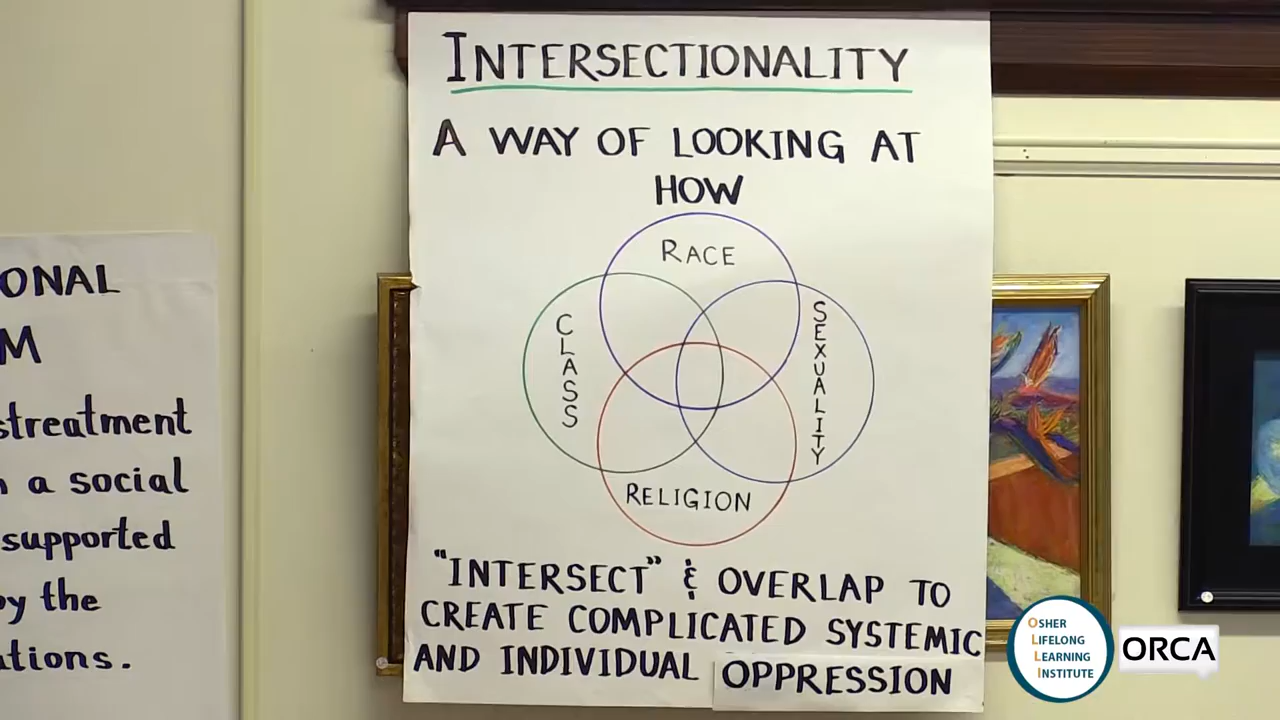 ONAL
M
streatment
a social
supported
by the
ations.
INTERSECTIONALITY
A WAY OF LOOKING AT
HOW
RACE
CLASS
SEXUALITY
RELIGION
"INTERSECT" & OVERLAP TO
CREATE COMPLICATED SYSTEMIC
AND INDIVIDUAL OPPRESSION
OSHER
LIFELONG
LEARNING
INSTITUTE
ORCA